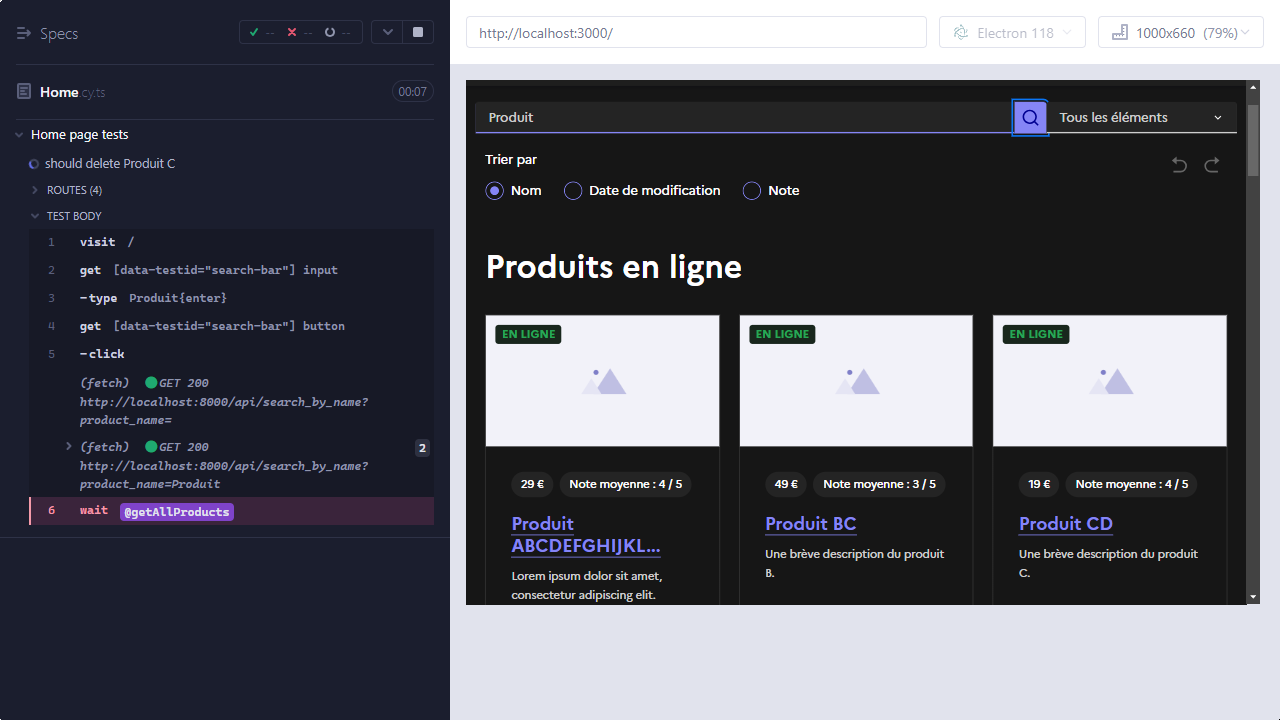 Specs
--
--
--
Home.cy.ts
00:07
Home page tests
should delete Produit C
ROUTES (4)
TEST BODY
1 visit /
2 get [data-testid="search-bar"] input
3 -type Produit{enter}
4 get [data-testid="search-bar"] button
5 -click
(fetch) GET 200
http://localhost:8000/api/search_by_name?
product_name=
(fetch) GET 200 2
http://localhost:8000/api/search_by_name?
product_name=Produit
6 wait @getAllProducts
http://localhost:3000/
Electron 118
1000x660 (79%)
Produit
Tous les éléments
Trier par
Nom Date de modification Note
Produits en ligne
EN LIGNE
29 € Note moyenne : 4 / 5
Produit
ABCDEFGHIJKL...
Lorem ipsum dolor sit amet,
consectetur adipiscing elit.
EN LIGNE
49 € Note moyenne : 3 / 5
Produit BC
Une brève description du produit
B.
EN LIGNE
19 € Note moyenne : 4 / 5
Produit CD
Une brève description du produit
C.